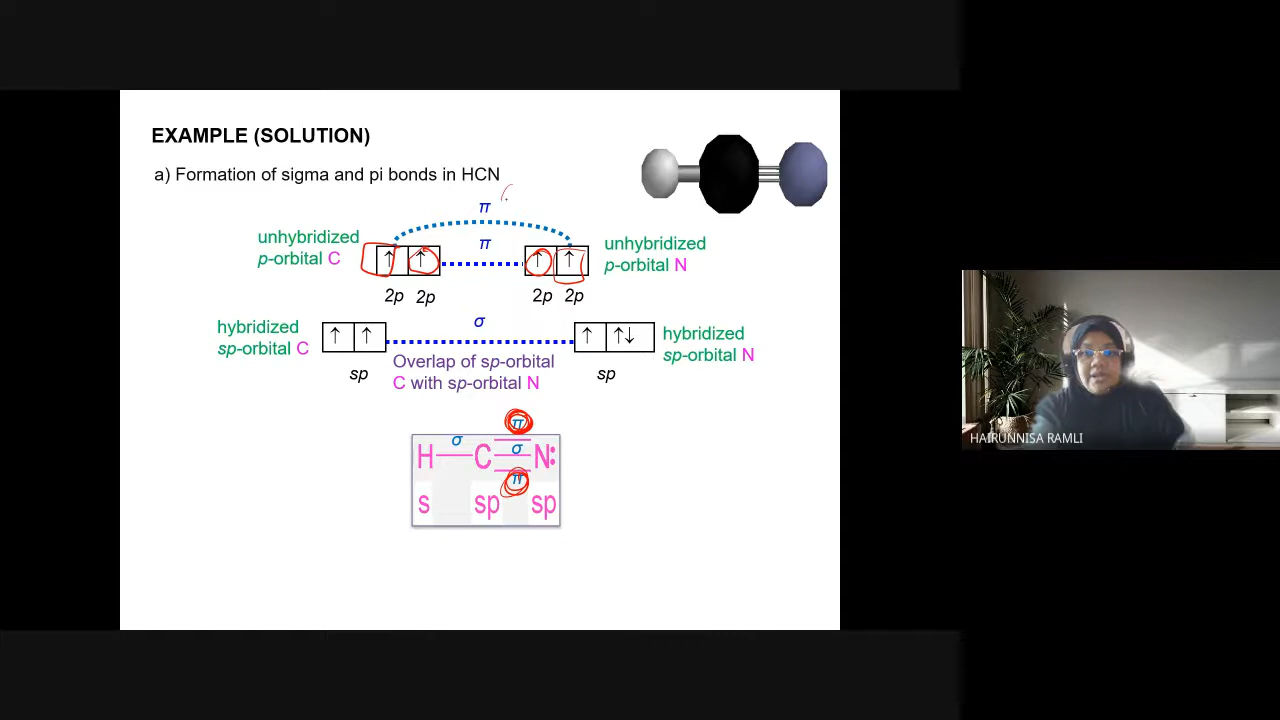 EXAMPLE (SOLUTION)
a) Formation of sigma and pi bonds in HCN
π
unhybridized
p-orbital C
↑ ↑
π
↑ ↑
unhybridized
p-orbital N
2p 2p
2p 2p
hybridized
sp-orbital C
↑ ↑
σ
↑ ↑↓
hybridized
sp-orbital N
sp
Overlap of sp-orbital
C with sp-orbital N
sp
π
σ
H C σ N:
π
s sp sp
HAIRUNNISA RAMLI